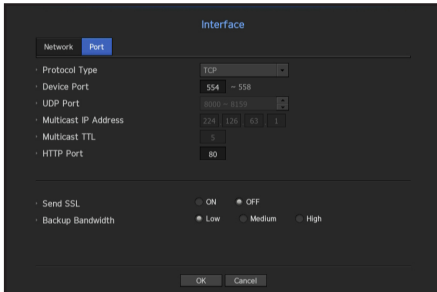 Interface
Network Port
· Protocol Type TCP
· Device Port 554 ~ 558
· UDP Port 8000 ~ 8159
· Multicast IP Address 224 126 63 1
· Multicast TTL 5
· HTTP Port 80
· Send SSL ON OFF
· Backup Bandwidth Low Medium High
OK Cancel